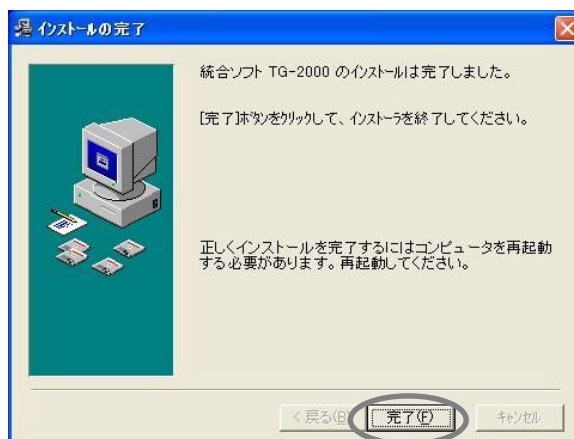 インストールの完了
統合ソフト TG-2000 のインストールは完了しました。
[完了]ボタンをクリックして、インストーラを終了してください。
正しくインストールを完了するにはコンピュータを再起動
する必要があります。再起動してください。
< 戻る(B)
完了(F)
キャンセル